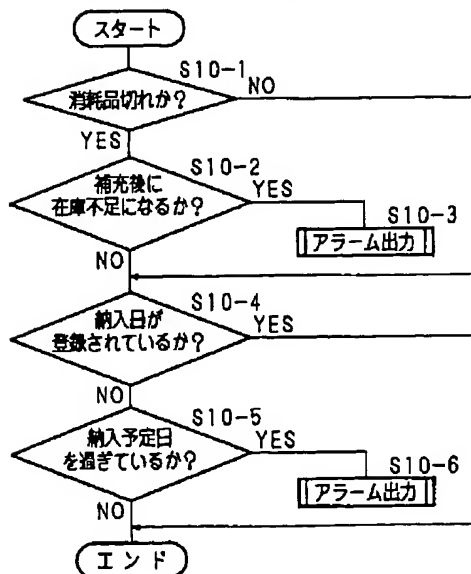 スタート
S10-1
消耗品切れか?
NO
YES
S10-2
補充後に
在庫不足になるか?
YES
S10-3
アラーム出力
NO
S10-4
納入日が
登録されているか?
YES
NO
S10-5
納入予定日
を過ぎているか?
YES
S10-6
アラーム出力
NO
エンド